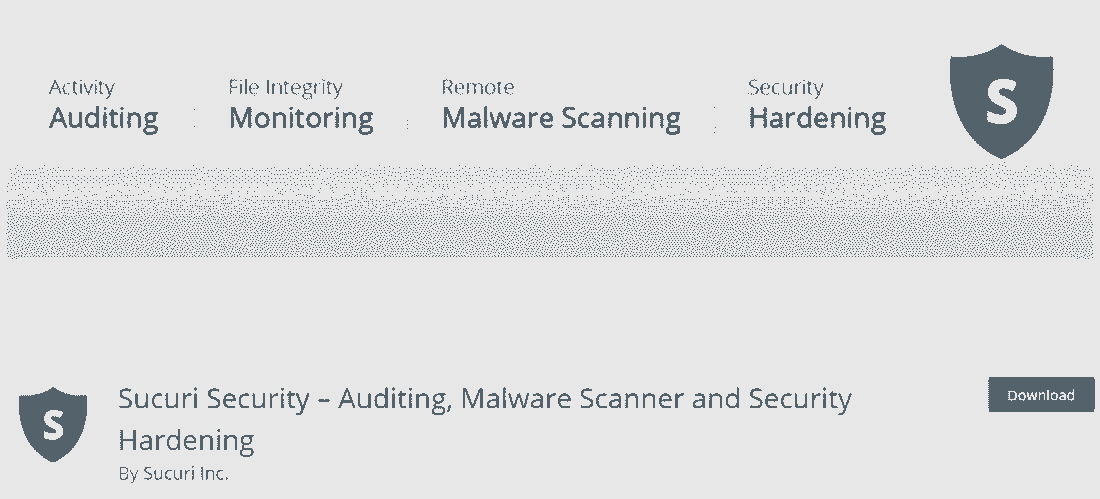 Activity
Auditing
File Integrity
Monitoring
Remote
Malware Scanning
Security
Hardening
S
S
Sucuri Security – Auditing, Malware Scanner and Security
Hardening
By Sucuri Inc.
Download